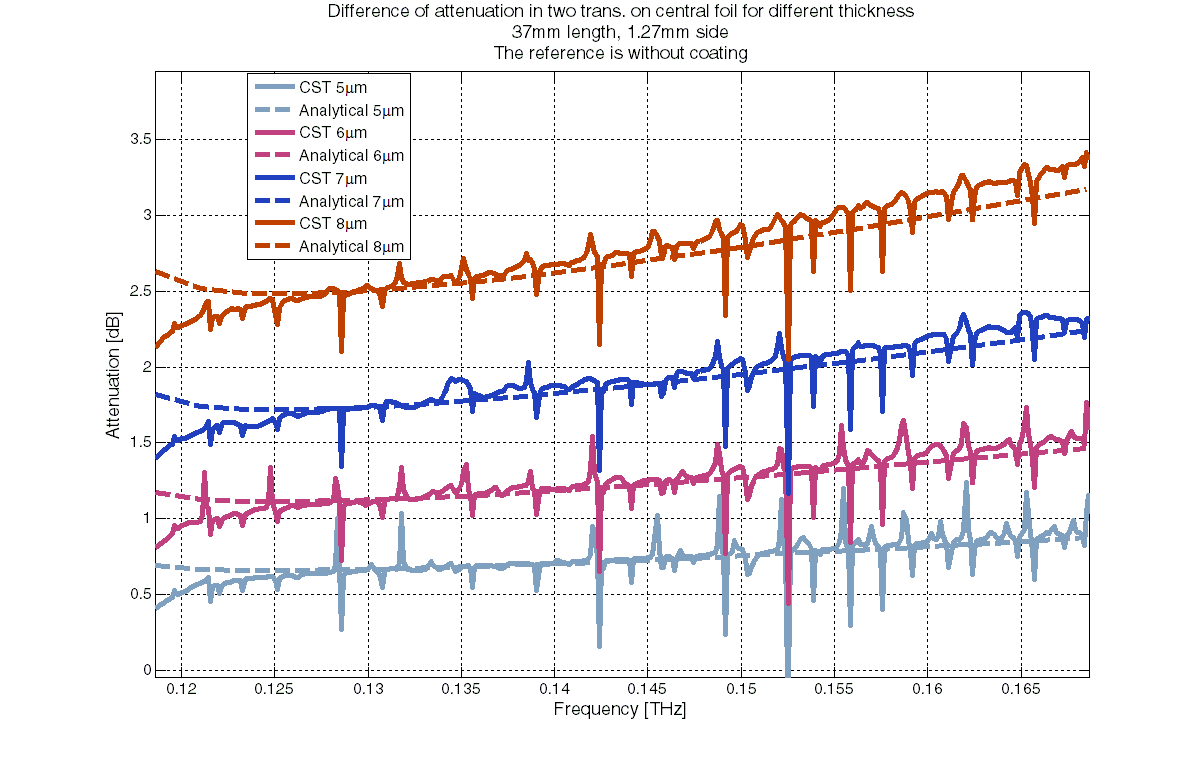 Difference of attenuation in two trans. on central foil for different thickness
37mm length, 1.27mm side
The reference is without coating
CST 5μm
Analytical 5μm
CST 6μm
Analytical 6μm
CST 7μm
Analytical 7μm
CST 8μm
Analytical 8μm
3.5
3
2.5
2
1.5
1
0.5
0
Attenuation [dB]
0.12 0.125 0.13 0.135 0.14 0.145 0.15 0.155 0.16 0.165
Frequency [THz]